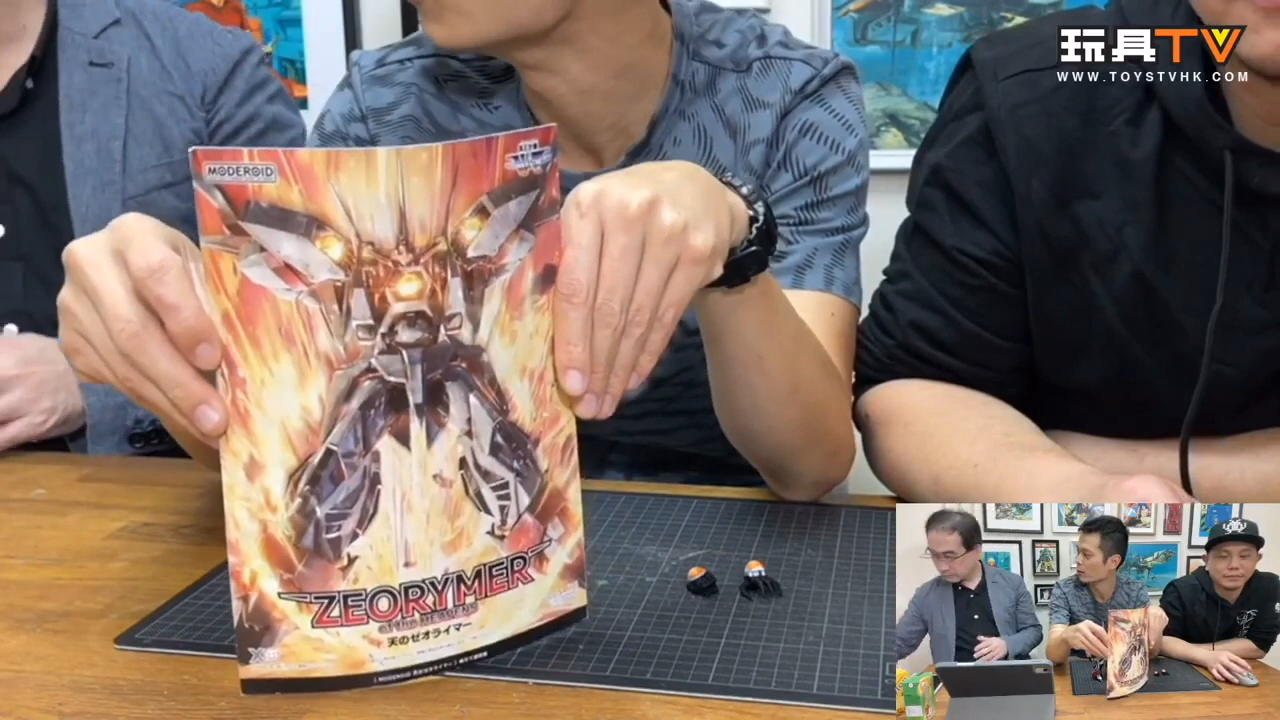 玩具TV
WWW.TOYSTVHK.COM
MODEROID
ZEORYMER
of the HEAVENS
天のゼオライマー